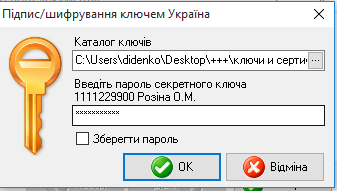 Підпис/шифрування ключем Україна
Каталог ключів
C:\Users\didenko\Desktop\+++\ключи и серти
...
Введіть пароль секретного ключа
1111229900 Розіна О.М.
×××××××××××
Зберегти пароль
OK
Відміна